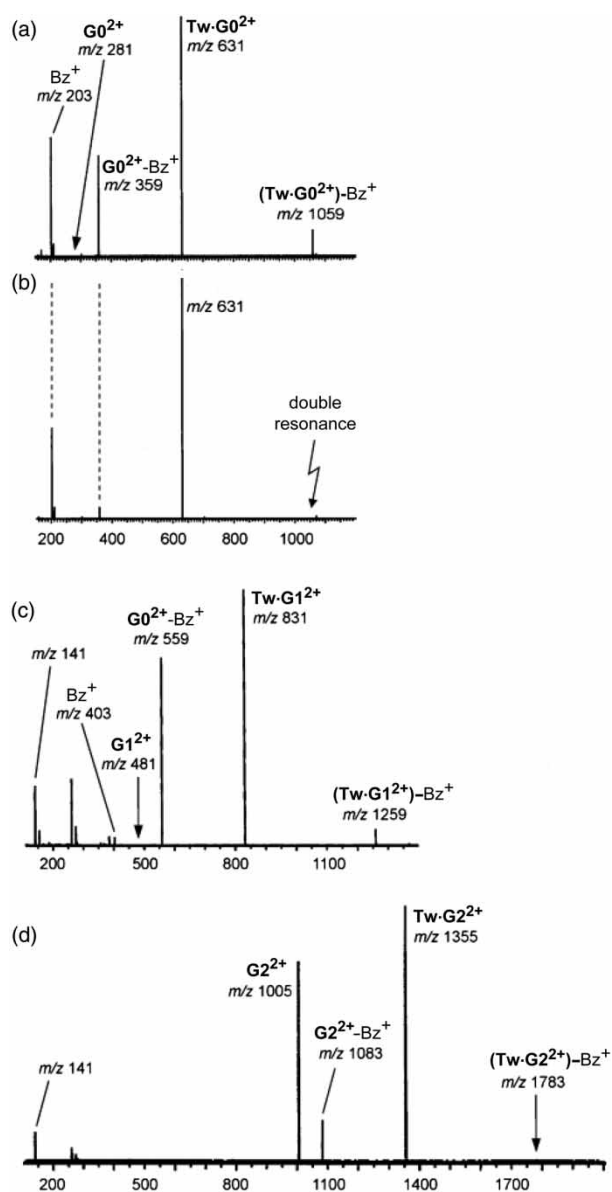 (a)
G0²⁺
m/z 281
Bz⁺
m/z 203
G0²⁺-Bz⁺
m/z 359
Tw·G0²⁺
m/z 631
(Tw·G0²⁺)-Bz⁺
m/z 1059
(b)
m/z 631
double
resonance
200 400 600 800 1000
(c)
m/z 141
Bz⁺
m/z 403
G1²⁺
m/z 481
G0²⁺-Bz⁺
m/z 559
Tw·G1²⁺
m/z 831
(Tw·G1²⁺)–Bz⁺
m/z 1259
200 500 800 1100
(d)
m/z 141
G2²⁺
m/z 1005
G2²⁺-Bz⁺
m/z 1083
Tw·G2²⁺
m/z 1355
(Tw·G2²⁺)–Bz⁺
m/z 1783
200 500 800 1100 1400 1700